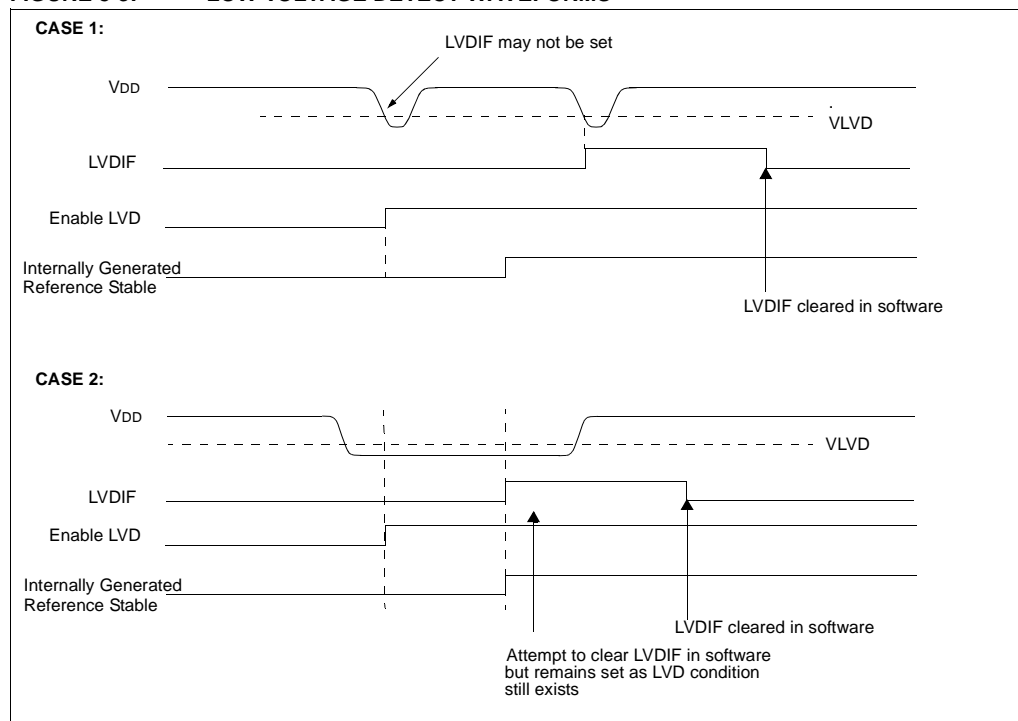 CASE 1:
LVDIF may not be set
VDD
.
VLVD
LVDIF
Enable LVD
Internally Generated
Reference Stable
LVDIF cleared in software
CASE 2:
VDD
VLVD
LVDIF
Enable LVD
Internally Generated
Reference Stable
LVDIF cleared in software
Attempt to clear LVDIF in software
but remains set as LVD condition
still exists